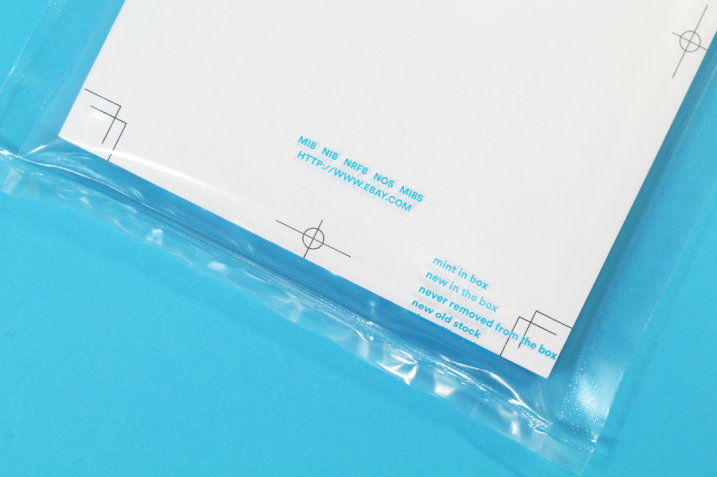 MIB NIB NRFB NOS MIBS
HTTP://WWW.EBAY.COM
mint in box
new in the box
never removed from the box
new old stock